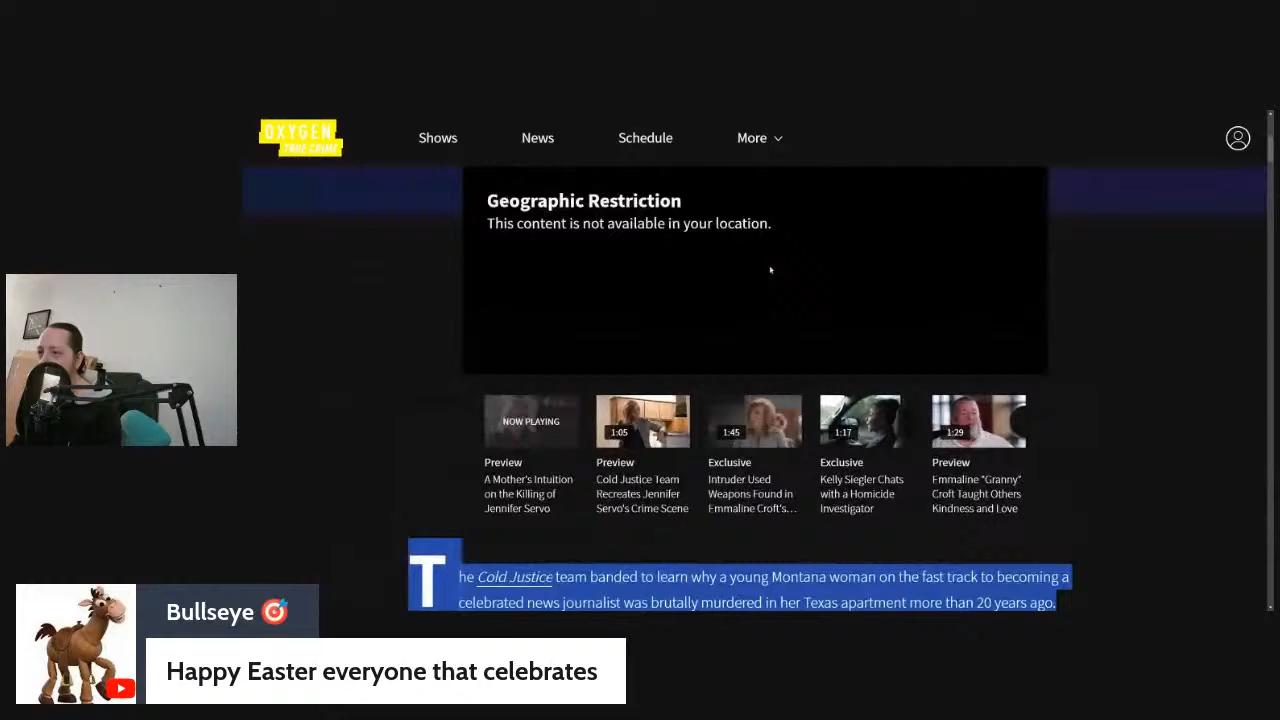 OXYGEN
TRUE CRIME
Shows
News
Schedule
More
Geographic Restriction
This content is not available in your location.
NOW PLAYING
1:05
1:45
1:17
1:29
Preview
A Mother's Intuition
on the Killing of
Jennifer Servo
Preview
Cold Justice Team
Recreates Jennifer
Servo's Crime Scene
Exclusive
Intruder Used
Weapons Found in
Emmaline Croft's...
Exclusive
Kelly Siegler Chats
with a Homicide
Investigator
Preview
Emmaline "Granny"
Croft Taught Others
Kindness and Love
The Cold Justice team banded to learn why a young Montana woman on the fast track to becoming a
celebrated news journalist was brutally murdered in her Texas apartment more than 20 years ago.
Bullseye 🎯
Happy Easter everyone that celebrates